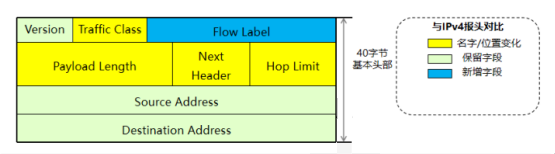 Version Traffic Class Flow Label
Payload Length Next Header Hop Limit
Source Address
Destination Address
40字节
基本头部
与IPv4报头对比
名字/位置变化
保留字段
新增字段